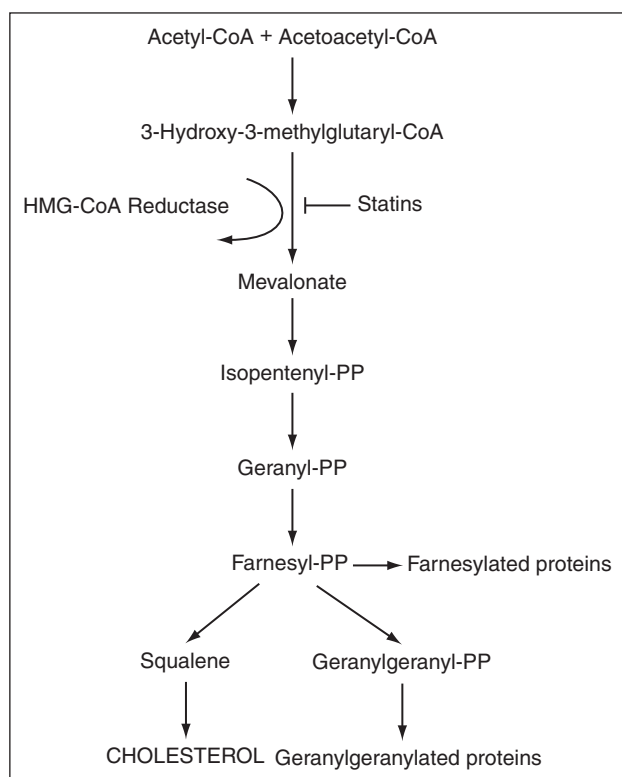 Acetyl-CoA + Acetoacetyl-CoA
3-Hydroxy-3-methylglutaryl-CoA
HMG-CoA Reductase
Statins
Mevalonate
Isopentenyl-PP
Geranyl-PP
Farnesyl-PP
Farnesylated proteins
Squalene
Geranylgeranyl-PP
CHOLESTEROL
Geranylgeranylated proteins